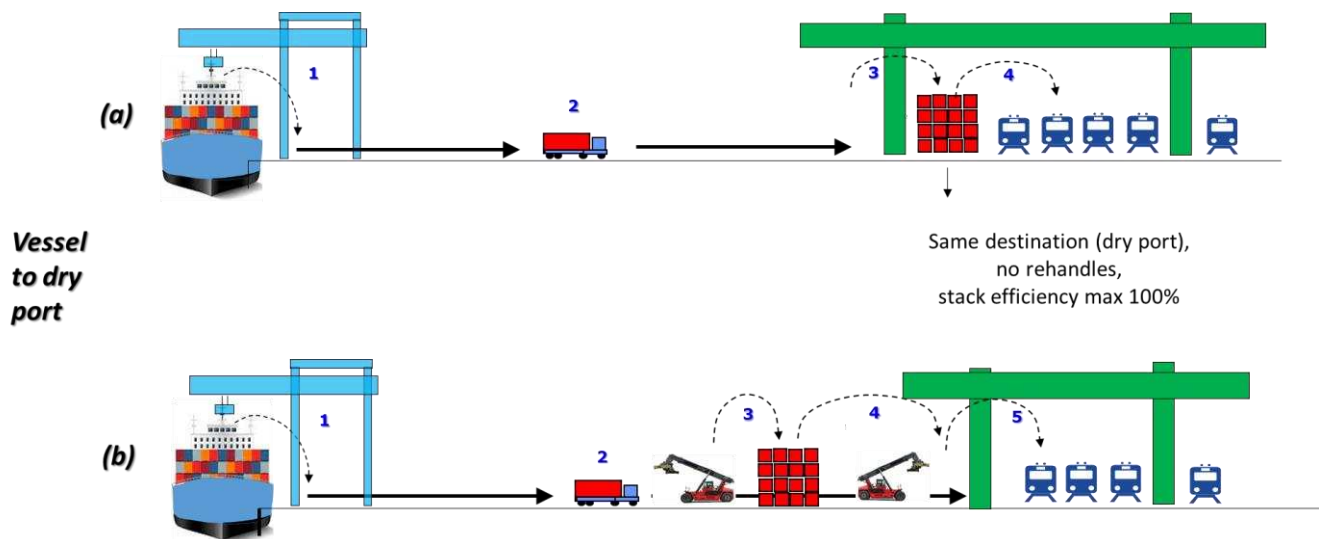 (a)
1
2
3
4
Same destination (dry port),
no rehandles,
stack efficiency max 100%
Vessel
to dry
port
(b)
1
2
3
4
5